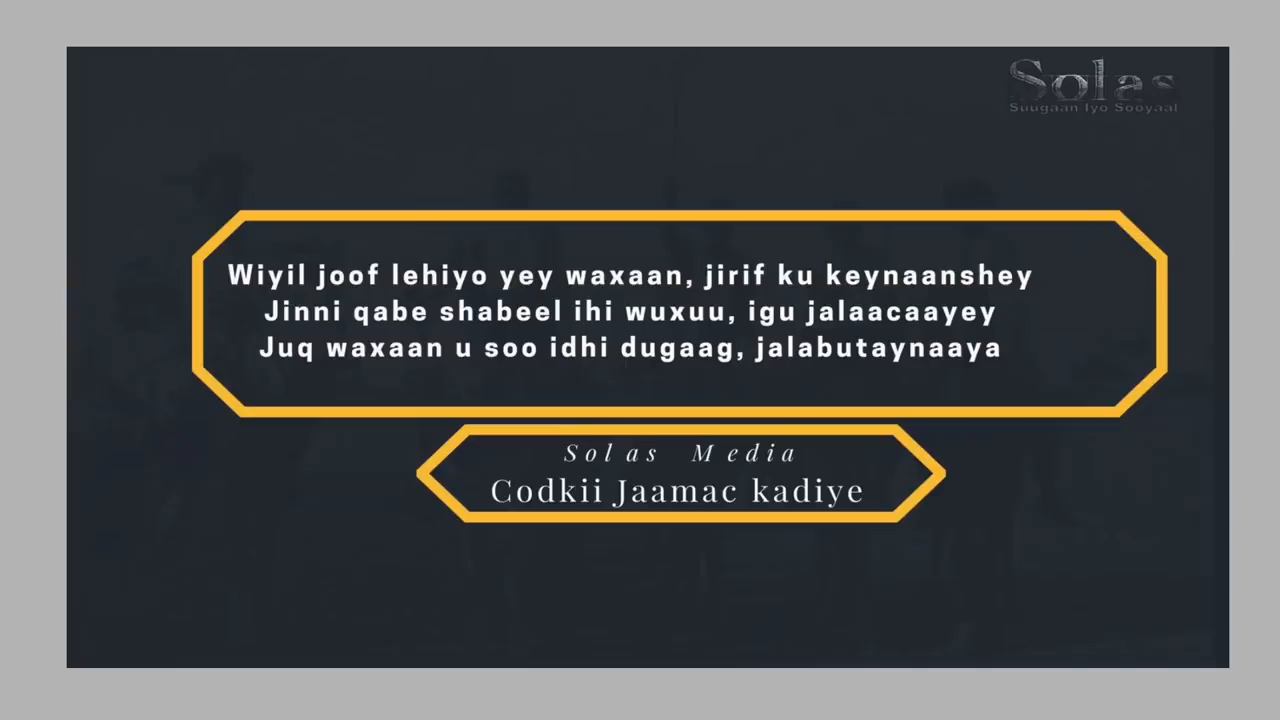 Solas
Suugaan Iyo Sooyaal
Wiyil joof lehiyo yey waxaan, jirif ku keynaanshey
Jinni qabe shabeel ihi wuxuu, igu jalaacaayey
Juq waxaan u soo idhi dugaag, jalabutaynaaya
Solas Media
Codkii Jaamac kadiye